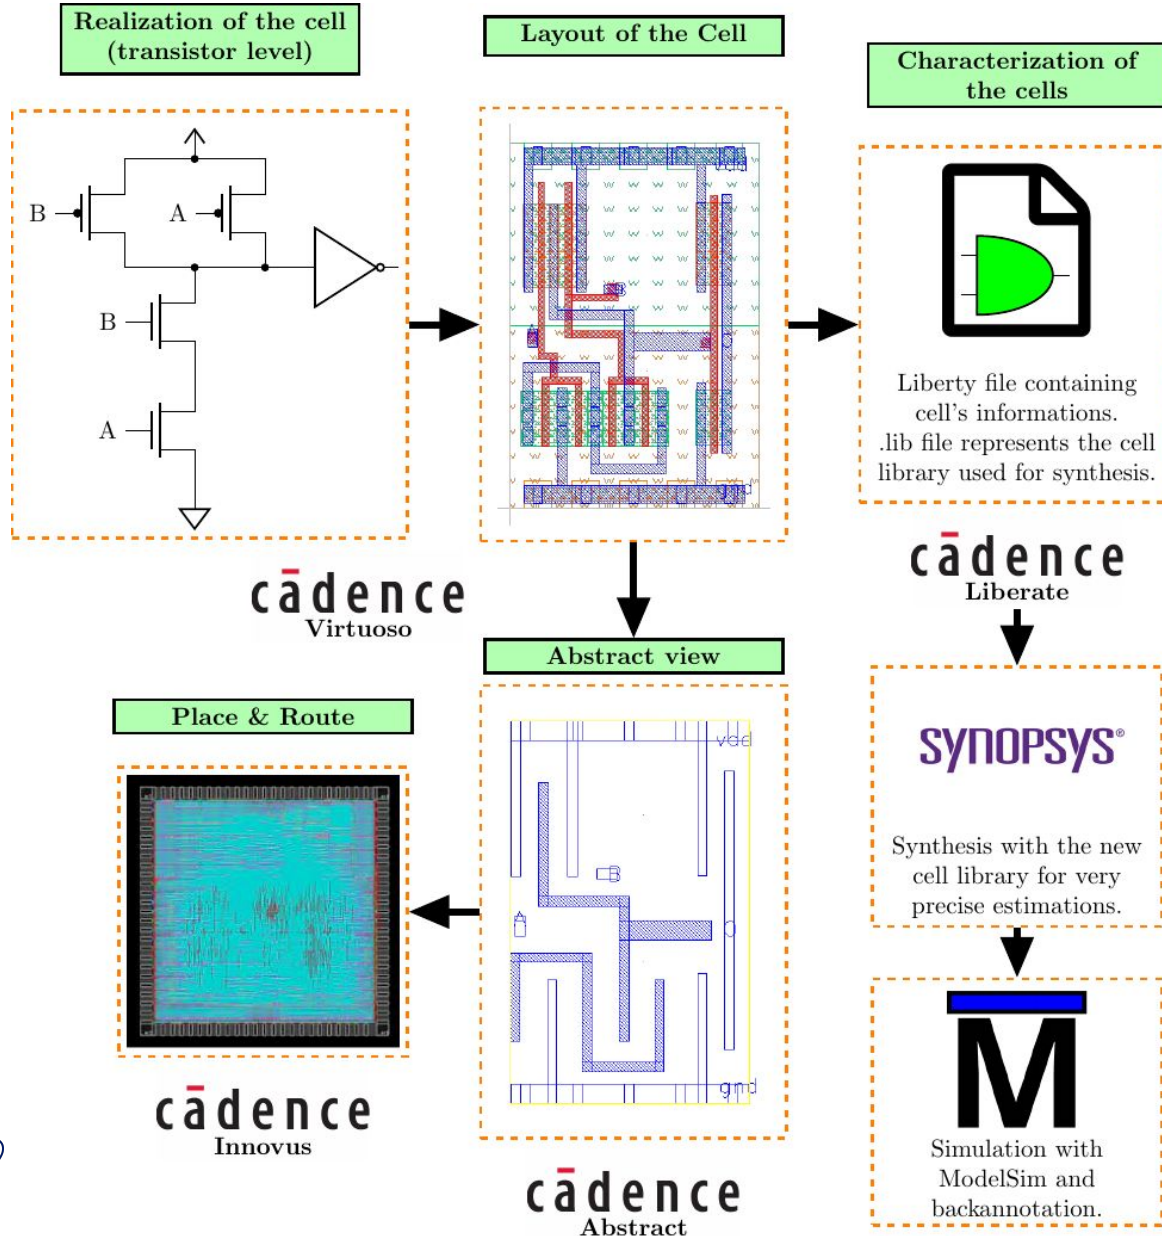 Realization of the cell
(transistor level)
B
A
B
A
cādence
Virtuoso
Layout of the Cell
vdd
B
A
O
gnd
Characterization of
the cells
Liberty file containing
cell's informations.
.lib file represents the cell
library used for synthesis.
cādence
Liberate
SYNOPSYS®
Synthesis with the new
cell library for very
precise estimations.
M
Simulation with
ModelSim and
backannotation.
Abstract view
vdd
B
A
O
gnd
cādence
Abstract
Place & Route
cādence
Innovus